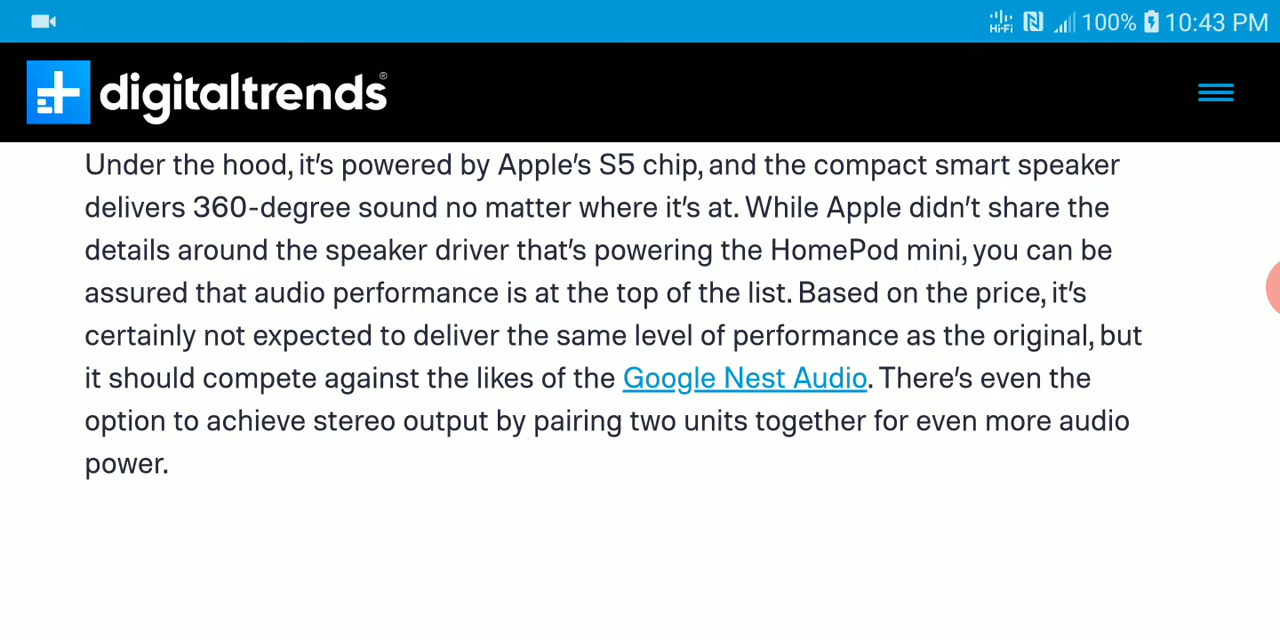 Hi-Fi 100% 10:43 PM
digitaltrends®
Under the hood, it's powered by Apple's S5 chip, and the compact smart speaker
delivers 360-degree sound no matter where it's at. While Apple didn't share the
details around the speaker driver that's powering the HomePod mini, you can be
assured that audio performance is at the top of the list. Based on the price, it's
certainly not expected to deliver the same level of performance as the original, but
it should compete against the likes of the Google Nest Audio. There's even the
option to achieve stereo output by pairing two units together for even more audio
power.